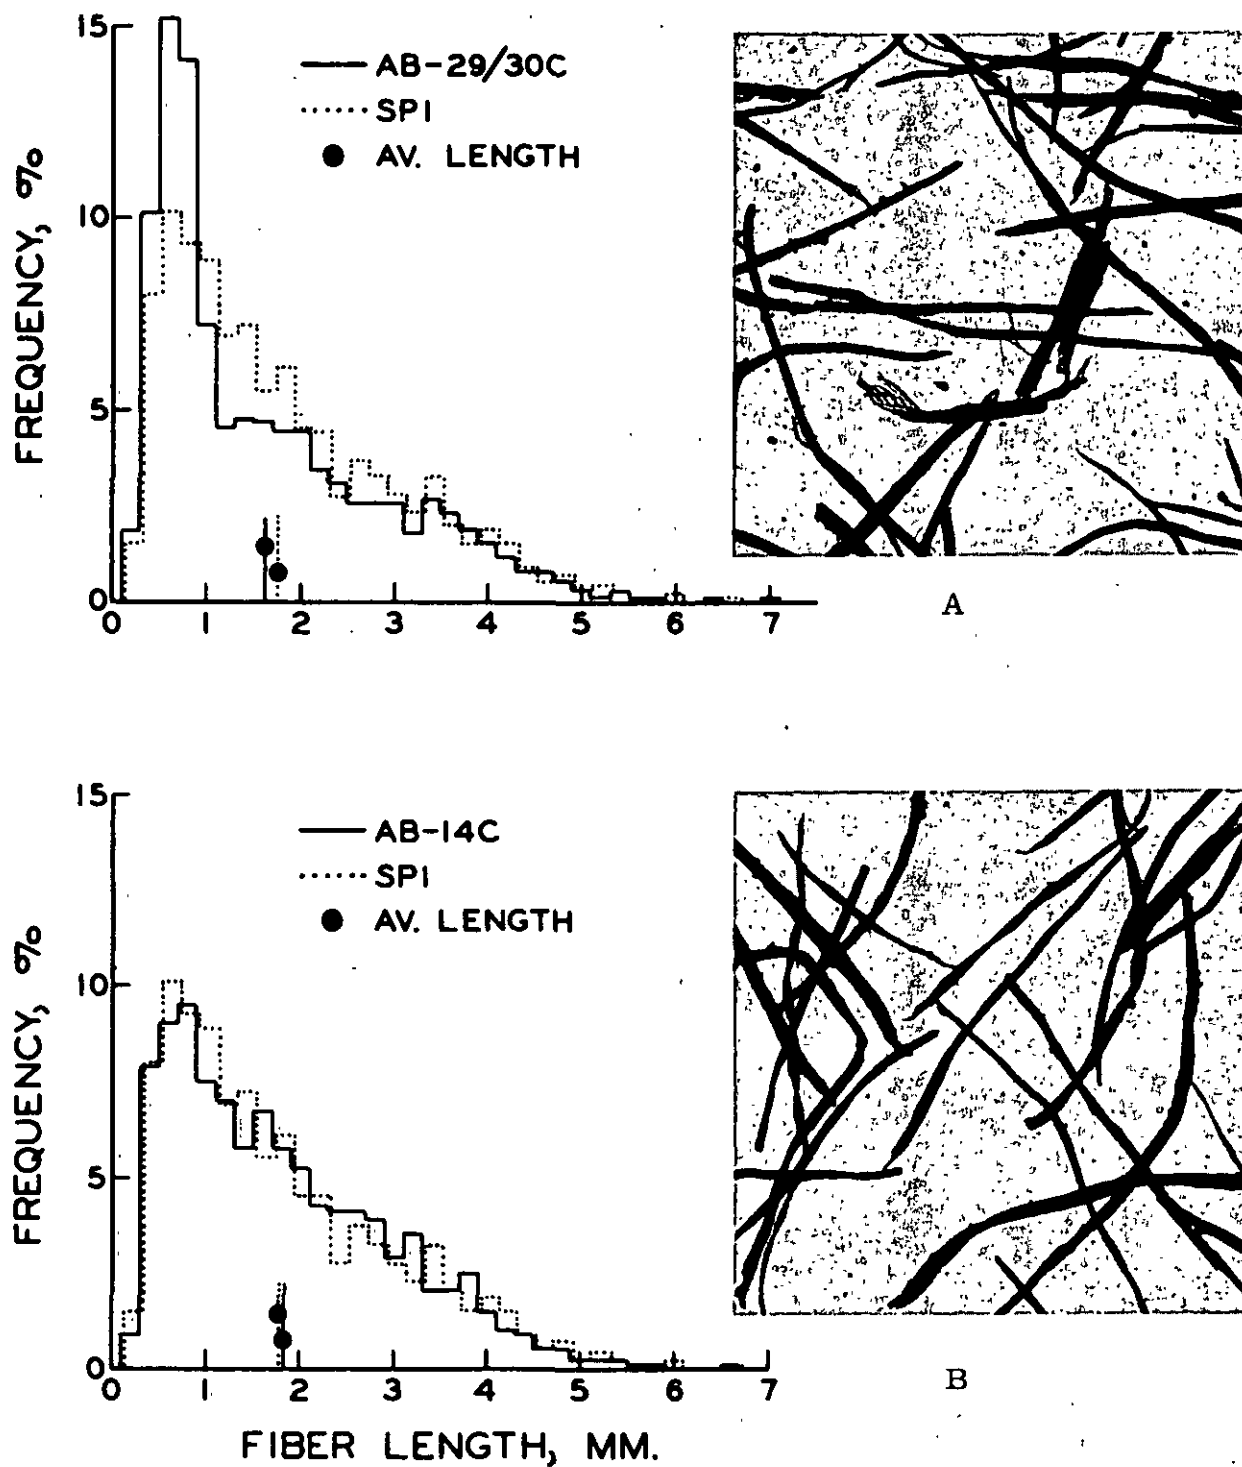 15
10
5
0
FREQUENCY, %
AB-29/30C
SPI
AV. LENGTH
0 1 2 3 4 5 6 7
A
15
10
5
0
FREQUENCY, %
AB-14C
SPI
AV. LENGTH
0 1 2 3 4 5 6 7
B
FIBER LENGTH, MM.